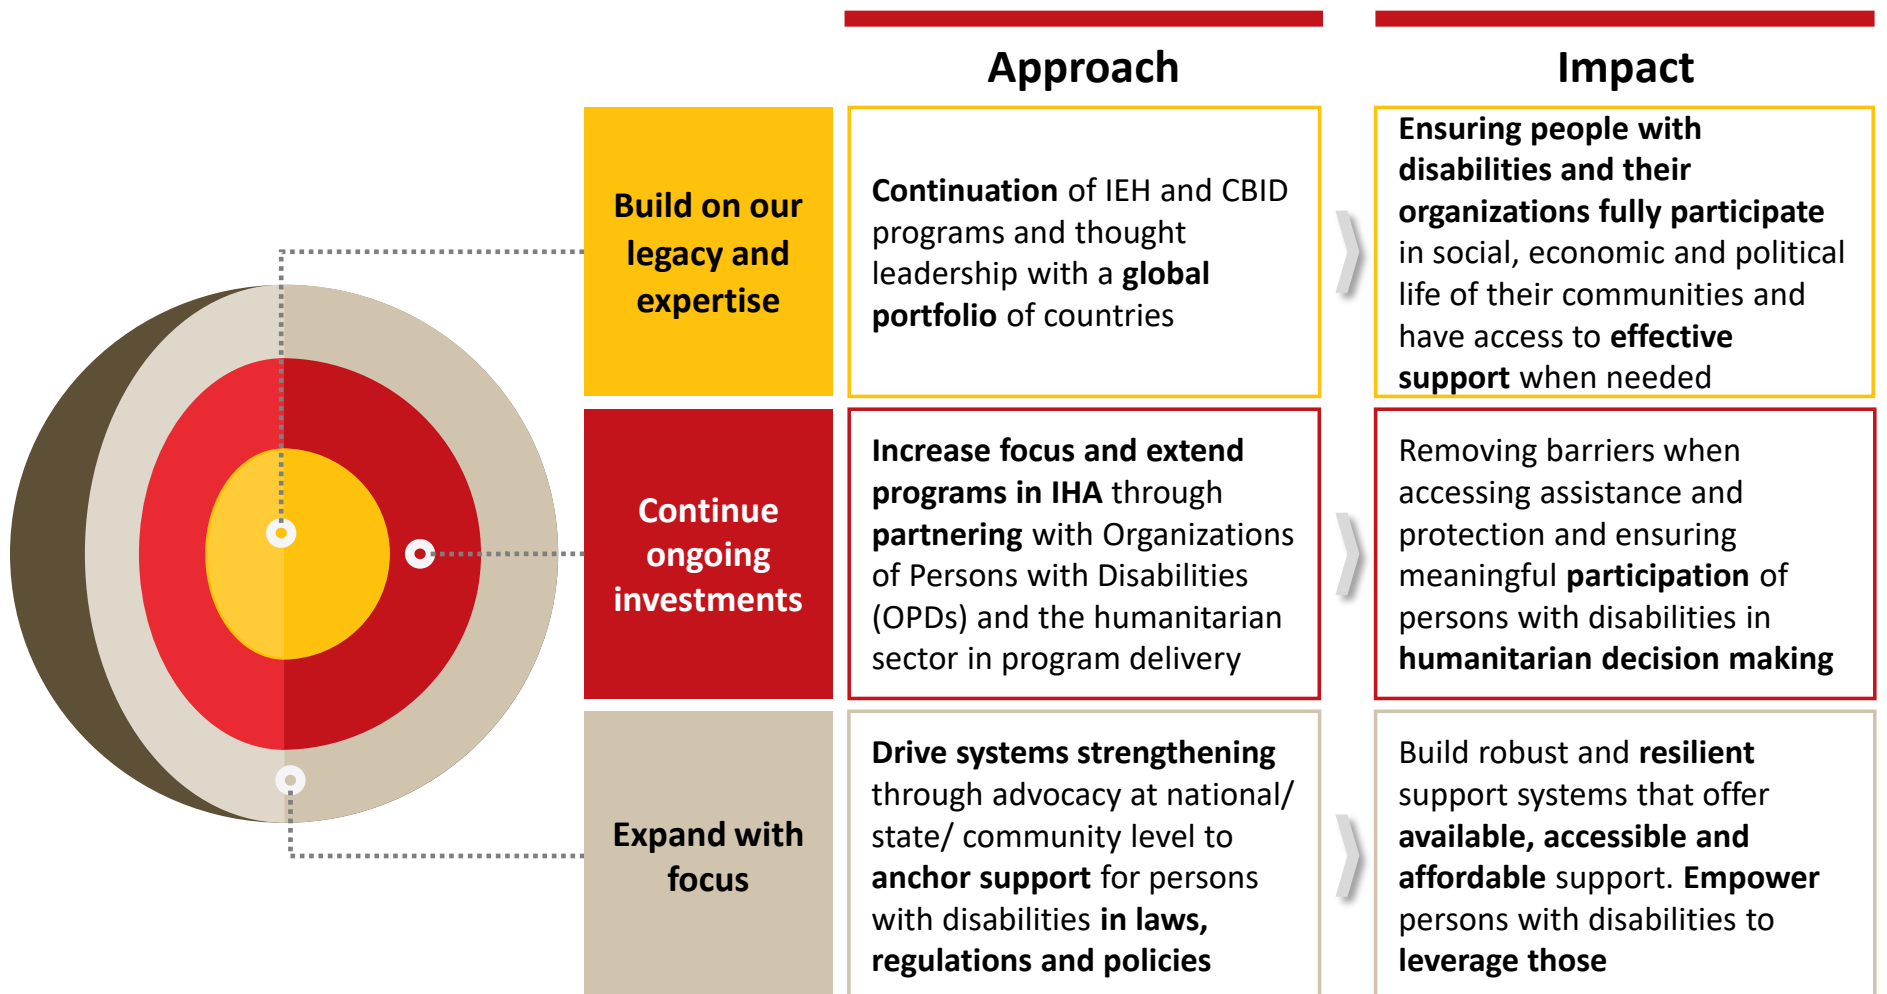 Approach
Impact
Build on our
legacy and
expertise
Continuation of IEH and CBID
programs and thought
leadership with a global
portfolio of countries
Ensuring people with
disabilities and their
organizations fully participate
in social, economic and political
life of their communities and
have access to effective
support when needed
Continue
ongoing
investments
Increase focus and extend
programs in IHA through
partnering with Organizations
of Persons with Disabilities
(OPDs) and the humanitarian
sector in program delivery
Removing barriers when
accessing assistance and
protection and ensuring
meaningful participation of
persons with disabilities in
humanitarian decision making
Expand with
focus
Drive systems strengthening
through advocacy at national/
state/ community level to
anchor support for persons
with disabilities in laws,
regulations and policies
Build robust and resilient
support systems that offer
available, accessible and
affordable support. Empower
persons with disabilities to
leverage those